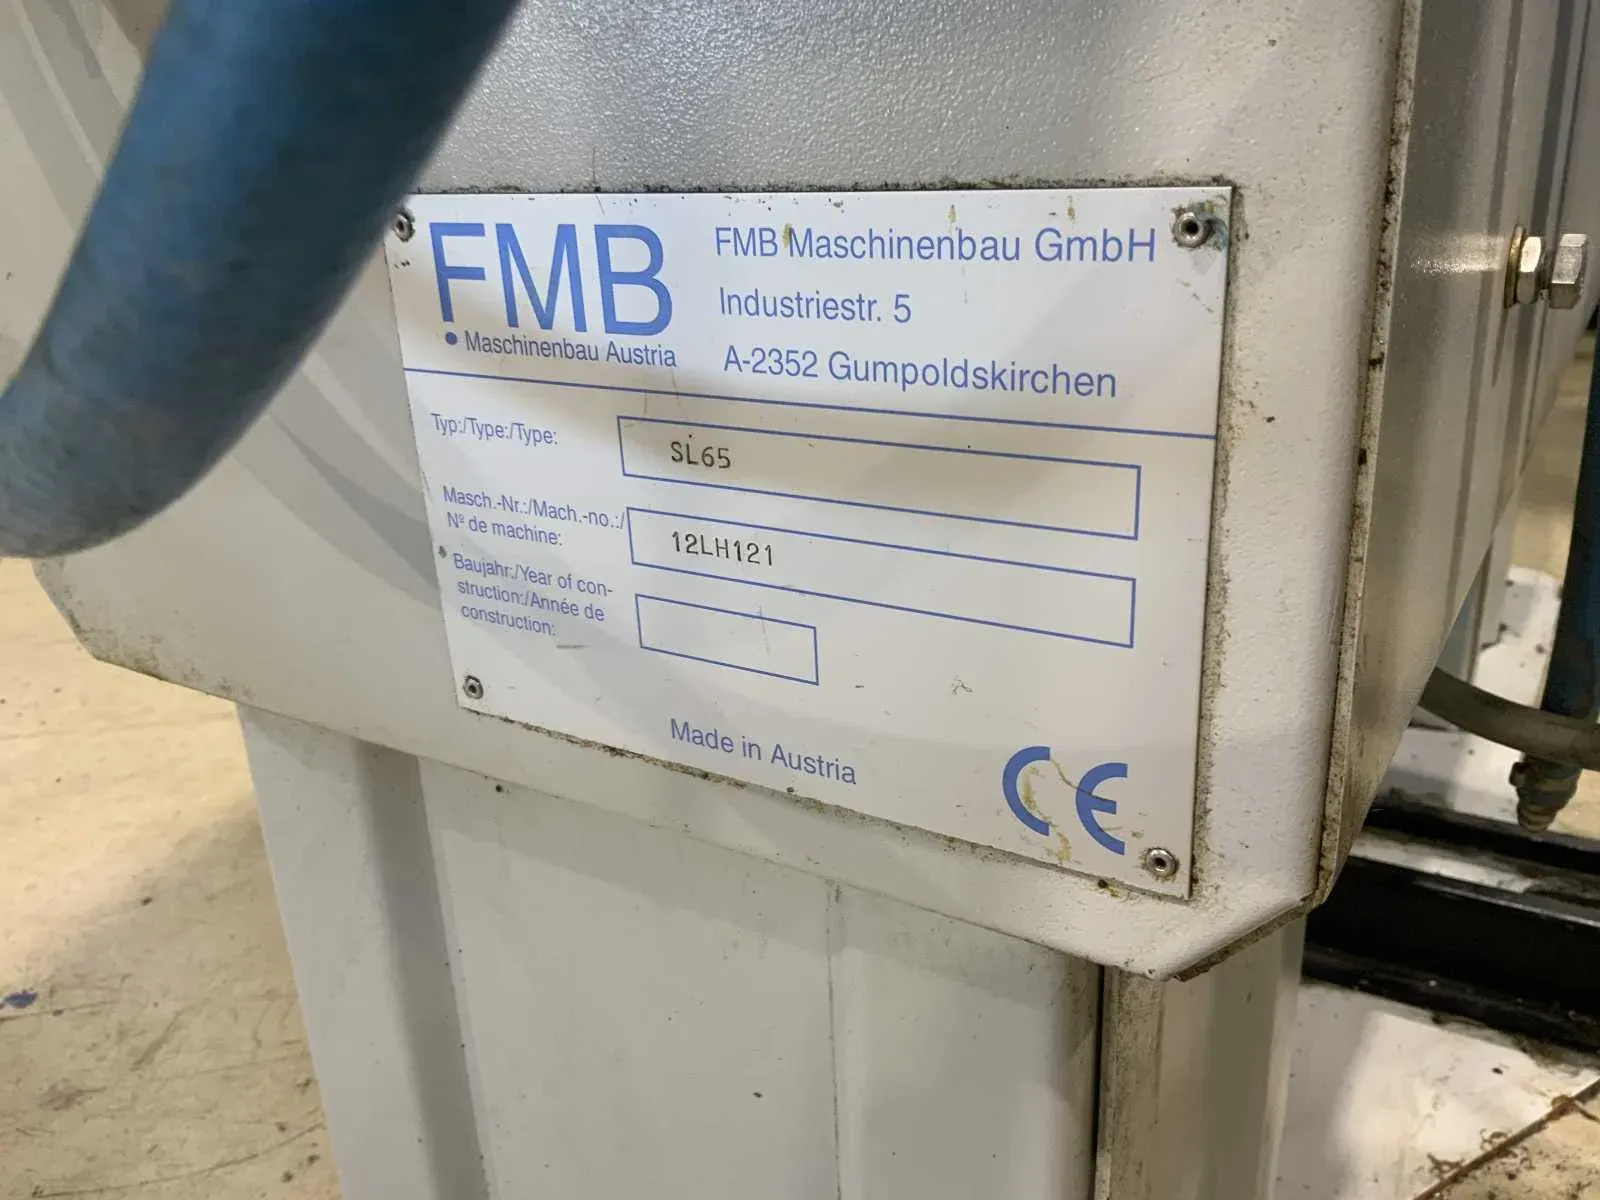 FMB
• Maschinenbau Austria
FMB Maschinenbau GmbH
Industriestr. 5
A-2352 Gumpoldskirchen
Typ:/Type:/Type:
SL65
Masch.-Nr.:/Mach.-no.:/
Nº de machine:
12LH121
Baujahr:/Year of con-
struction:/Année de
construction:
Made in Austria
CE